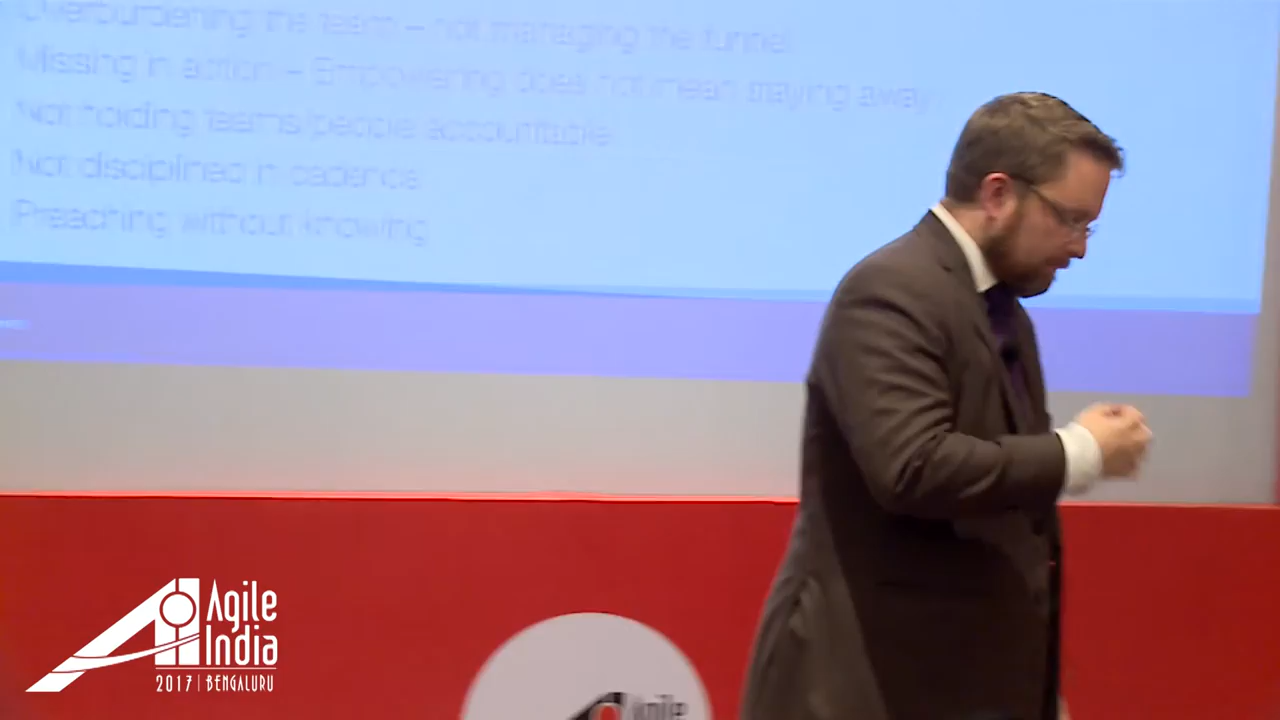 Overburdening the team – not managing the funnel
Missing in action – Empowering does not mean staying away
Not holding teams/people accountable
Not disciplined in cadence
Preaching without knowing
Agile
India
2017 | BENGALURU
Agile